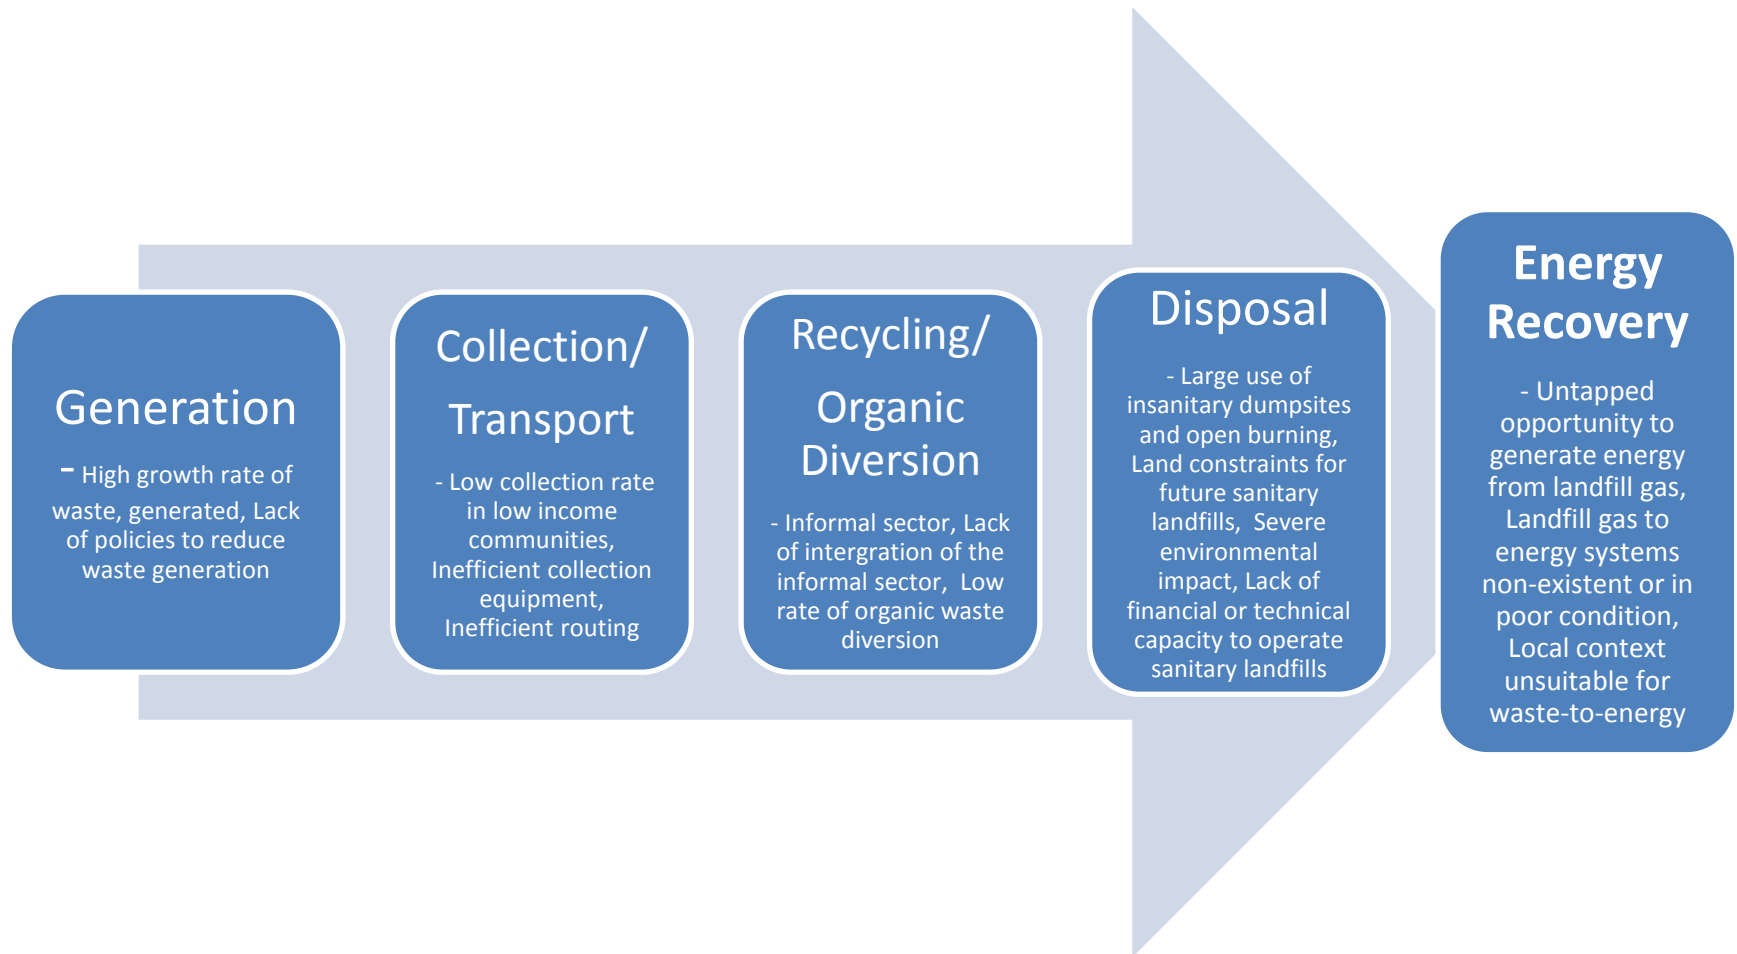 Generation
- High growth rate of
waste, generated, Lack
of policies to reduce
waste generation
Collection/
Transport
- Low collection rate
in low income
communities,
Inefficient collection
equipment,
Inefficient routing
Recycling/
Organic
Diversion
- Informal sector, Lack
of intergration of the
informal sector, Low
rate of organic waste
diversion
Disposal
- Large use of
insanitary dumpsites
and open burning,
Land constraints for
future sanitary
landfills, Severe
environmental
impact, Lack of
financial or technical
capacity to operate
sanitary landfills
Energy
Recovery
- Untapped
opportunity to
generate energy
from landfill gas,
Landfill gas to
energy systems
non-existent or in
poor condition,
Local context
unsuitable for
waste-to-energy